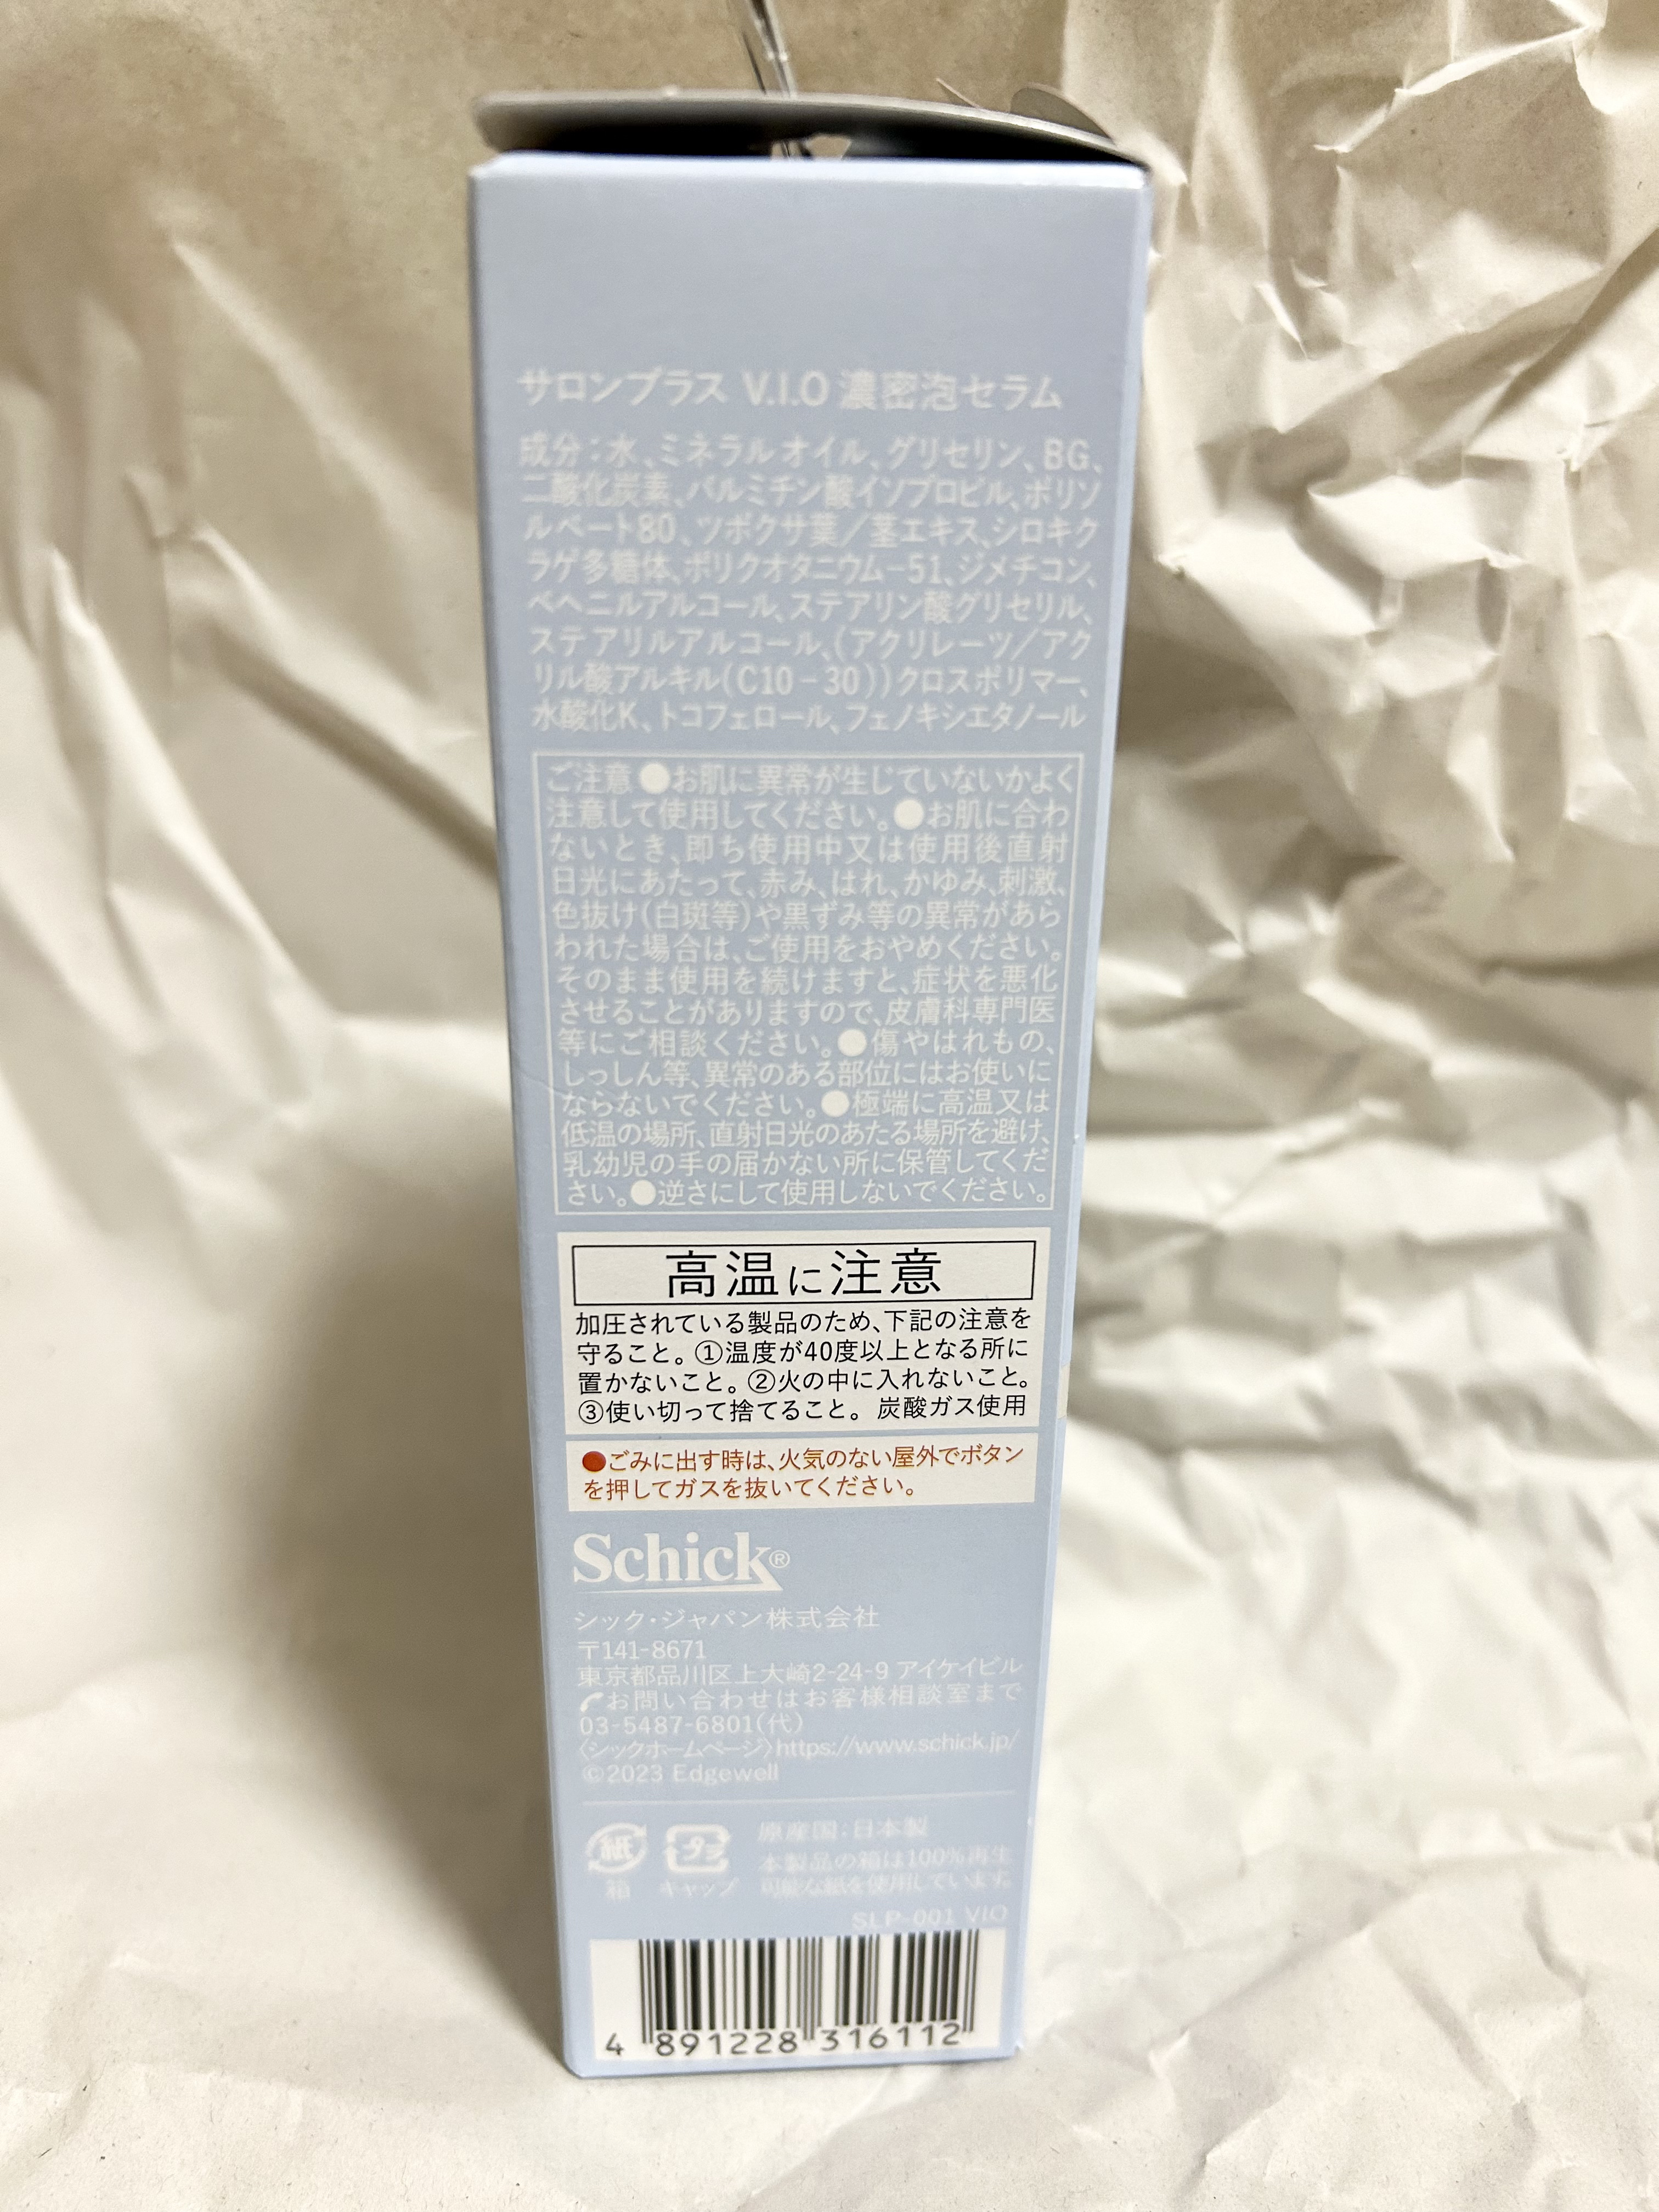 サロンプラス V.I.O 濃密泡セラム
成分：水、ミネラルオイル、グリセリン、BG、
二酸化炭素、パルミチン酸イソプロピル、ポリソ
ルベート80、ツボクサ葉／茎エキス、シロキク
ラゲ多糖体、ポリクオタニウム−51、ジメチコン、
ベヘニルアルコール、ステアリン酸グリセリル、
ステアリルアルコール、(アクリレーツ／アク
リル酸アルキル(C10－30))クロスポリマー、
水酸化K、トコフェロール、フェノキシエタノール
ご注意 ●お肌に異常が生じていないかよく
注意して使用してください。●お肌に合わ
ないとき、即ち使用中又は使用後直射
日光にあたって、赤み、はれ、かゆみ、刺激、
色抜け(白斑等)や黒ずみ等の異常があら
われた場合は、ご使用をおやめください。
そのまま使用を続けますと、症状を悪化
させることがありますので、皮膚科専門医
等にご相談ください。●傷やはれもの、
しっしん等、異常のある部位にはお使いに
ならないでください。●極端に高温又は
低温の場所、直射日光のあたる場所を避け、
乳幼児の手の届かない所に保管してくだ
さい。●逆さにして使用しないでください。
高温に注意
加圧されている製品のため、下記の注意を
守ること。①温度が40度以上となる所に
置かないこと。②火の中に入れないこと。
③使い切って捨てること。 炭酸ガス使用
●ごみに出す時は、火気のない屋外でボタン
を押してガスを抜いてください。
Schick®
シック・ジャパン株式会社
〒141-8671
東京都品川区上大崎2-24-9 アイケイビル
お問い合わせはお客様相談室まで
03-5487-6801(代)
〈シックホームページ〉https://www.schick.jp/
©2023 Edgewell
紙 プラ 原産国：日本製
箱 キャップ 本製品の箱は100%再生
可能な紙を使用しています。
SLP-001 VIO
4 891228 316112